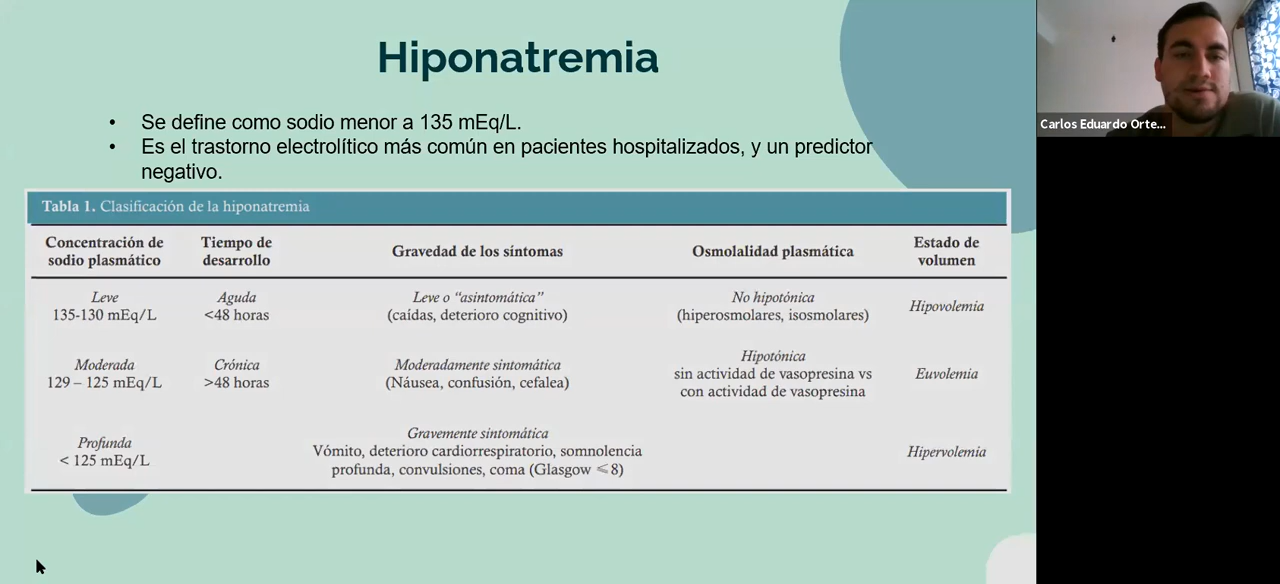 Hiponatremia
• Se define como sodio menor a 135 mEq/L.
• Es el trastorno electrolítico más común en pacientes hospitalizados, y un predictor
negativo.
Tabla 1. Clasificación de la hiponatremia
Concentración de sodio plasmático
Tiempo de desarrollo
Gravedad de los síntomas
Osmolalidad plasmática
Estado de volumen
Leve
135-130 mEq/L
Aguda
<48 horas
Leve o “asintomática”
(caídas, deterioro cognitivo)
No hipotónica
(hiperosmolares, isosmolares)
Hipovolemia
Moderada
129 – 125 mEq/L
Crónica
>48 horas
Moderadamente sintomática
(Náusea, confusión, cefalea)
Hipotónica
sin actividad de vasopresina vs
con actividad de vasopresina
Euvolemia
Profunda
< 125 mEq/L
Gravemente sintomática
Vómito, deterioro cardiorrespiratorio, somnolencia
profunda, convulsiones, coma (Glasgow ⩽8)
Hipervolemia
Carlos Eduardo Orte...